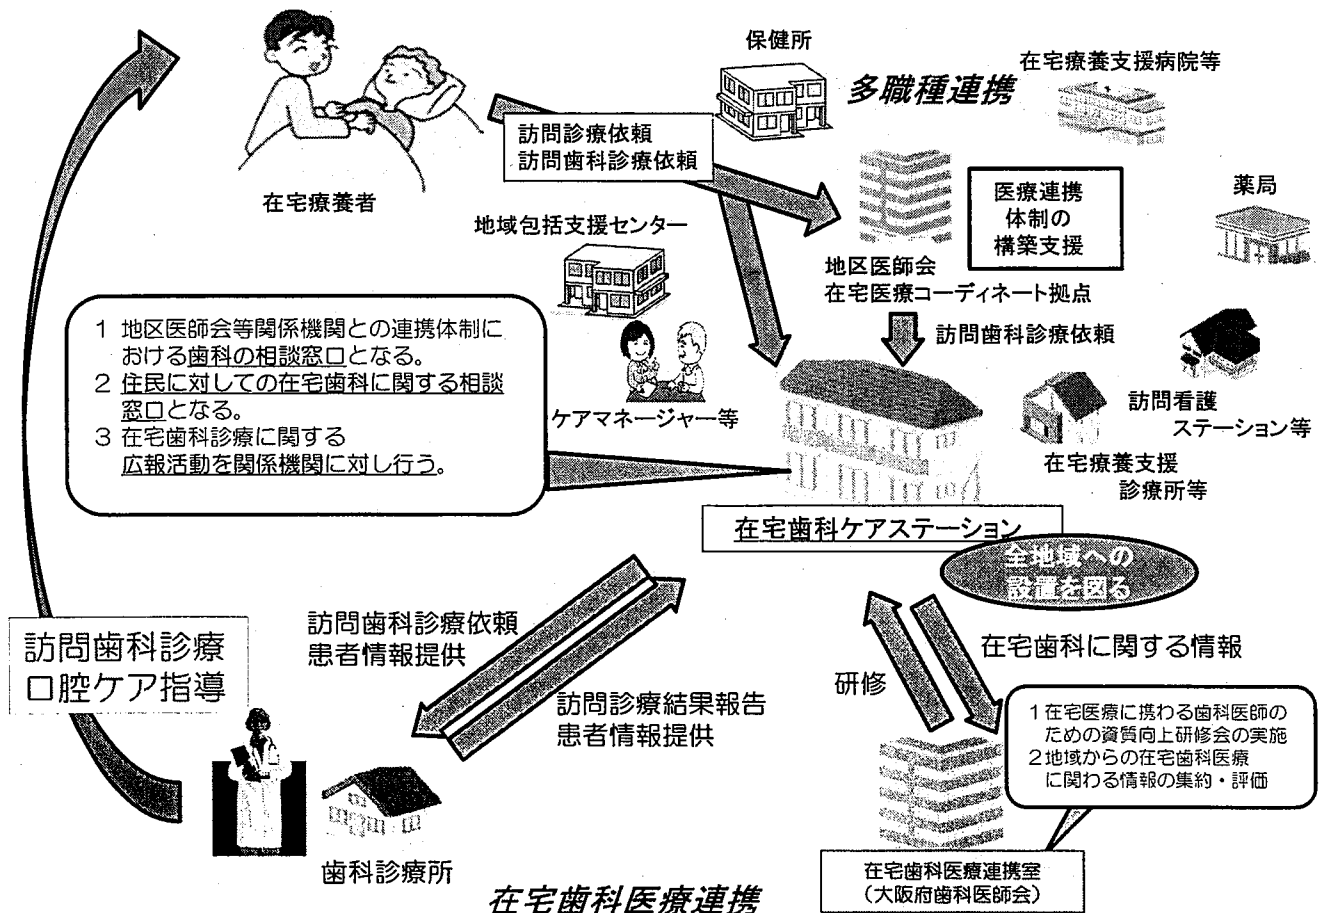 保健所
多職種連携
在宅療養支援病院等
訪問診療依頼
訪問歯科診療依頼
在宅療養者
医療連携
体制の
構築支援
薬局
地域包括支援センター
地区医師会
在宅医療コーディネート拠点
訪問歯科診療依頼
1 地区医師会等関係機関との連携体制に
おける歯科の相談窓口となる。
2 住民に対しての在宅歯科に関する相談
窓口となる。
3 在宅歯科診療に関する
広報活動を関係機関に対し行う。
ケアマネージャー等
訪問看護
ステーション等
在宅療養支援
診療所等
在宅歯科ケアステーション
全地域への
設置を図る
訪問歯科診療
口腔ケア指導
訪問歯科診療依頼
患者情報提供
訪問診療結果報告
患者情報提供
研修
在宅歯科に関する情報
1 在宅医療に携わる歯科医師の
ための資質向上研修会の実施
2 地域からの在宅歯科医療
に関わる情報の集約・評価
歯科診療所
在宅歯科医療連携室
(大阪府歯科医師会)
在宅歯科医療連携